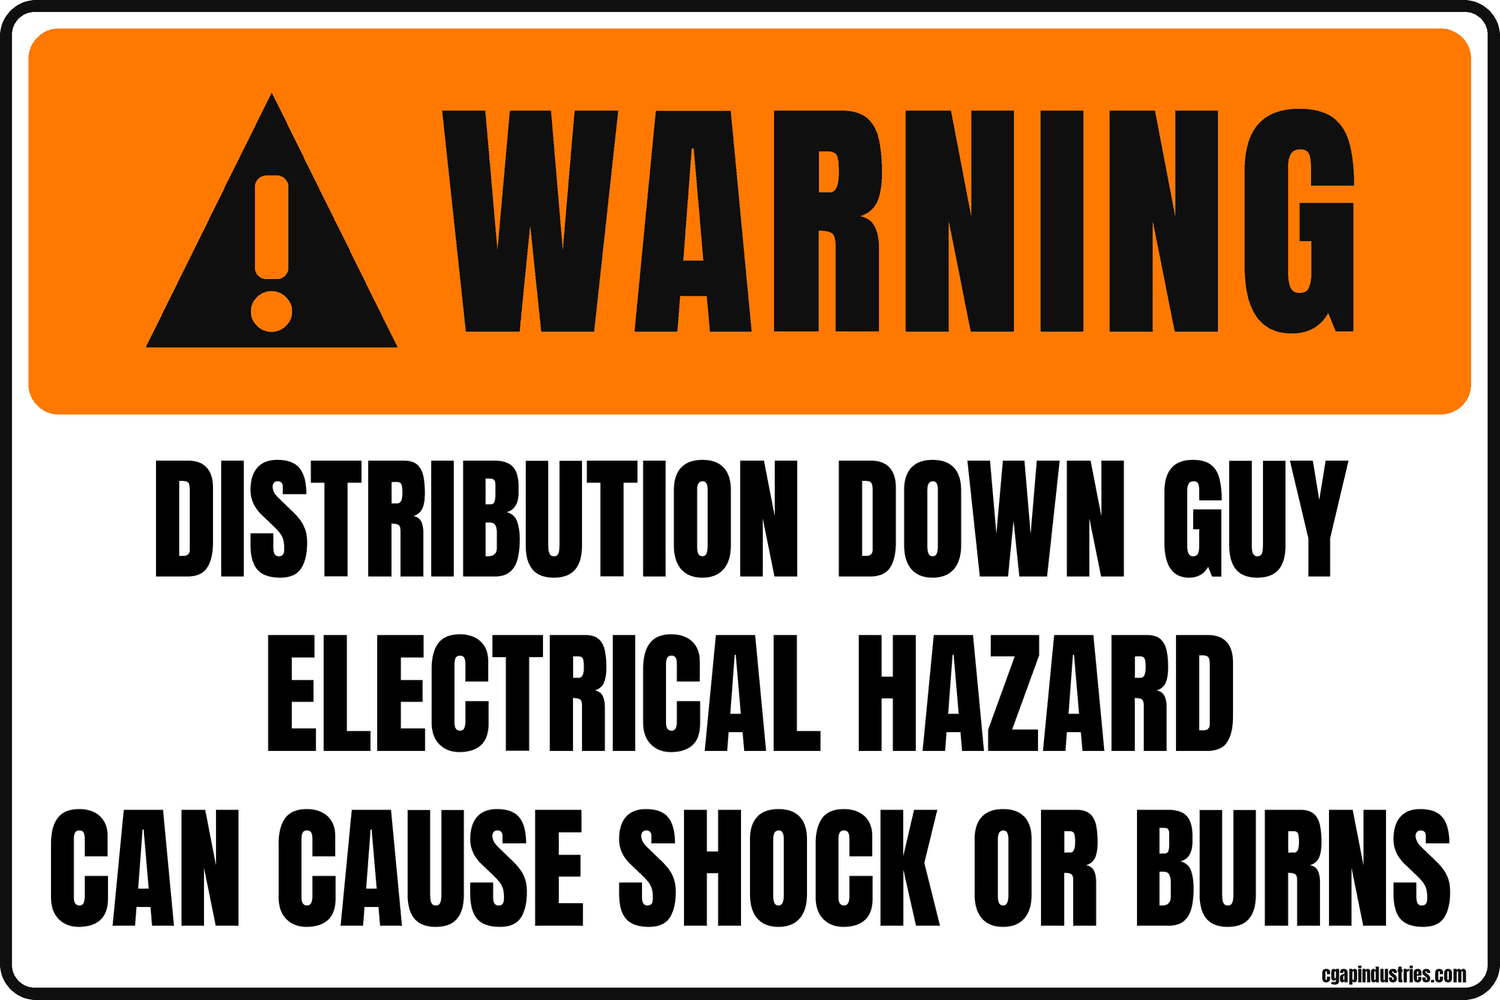 WARNING
DISTRIBUTION DOWN GUY
ELECTRICAL HAZARD
CAN CAUSE SHOCK OR BURNS
cgapindustries.com